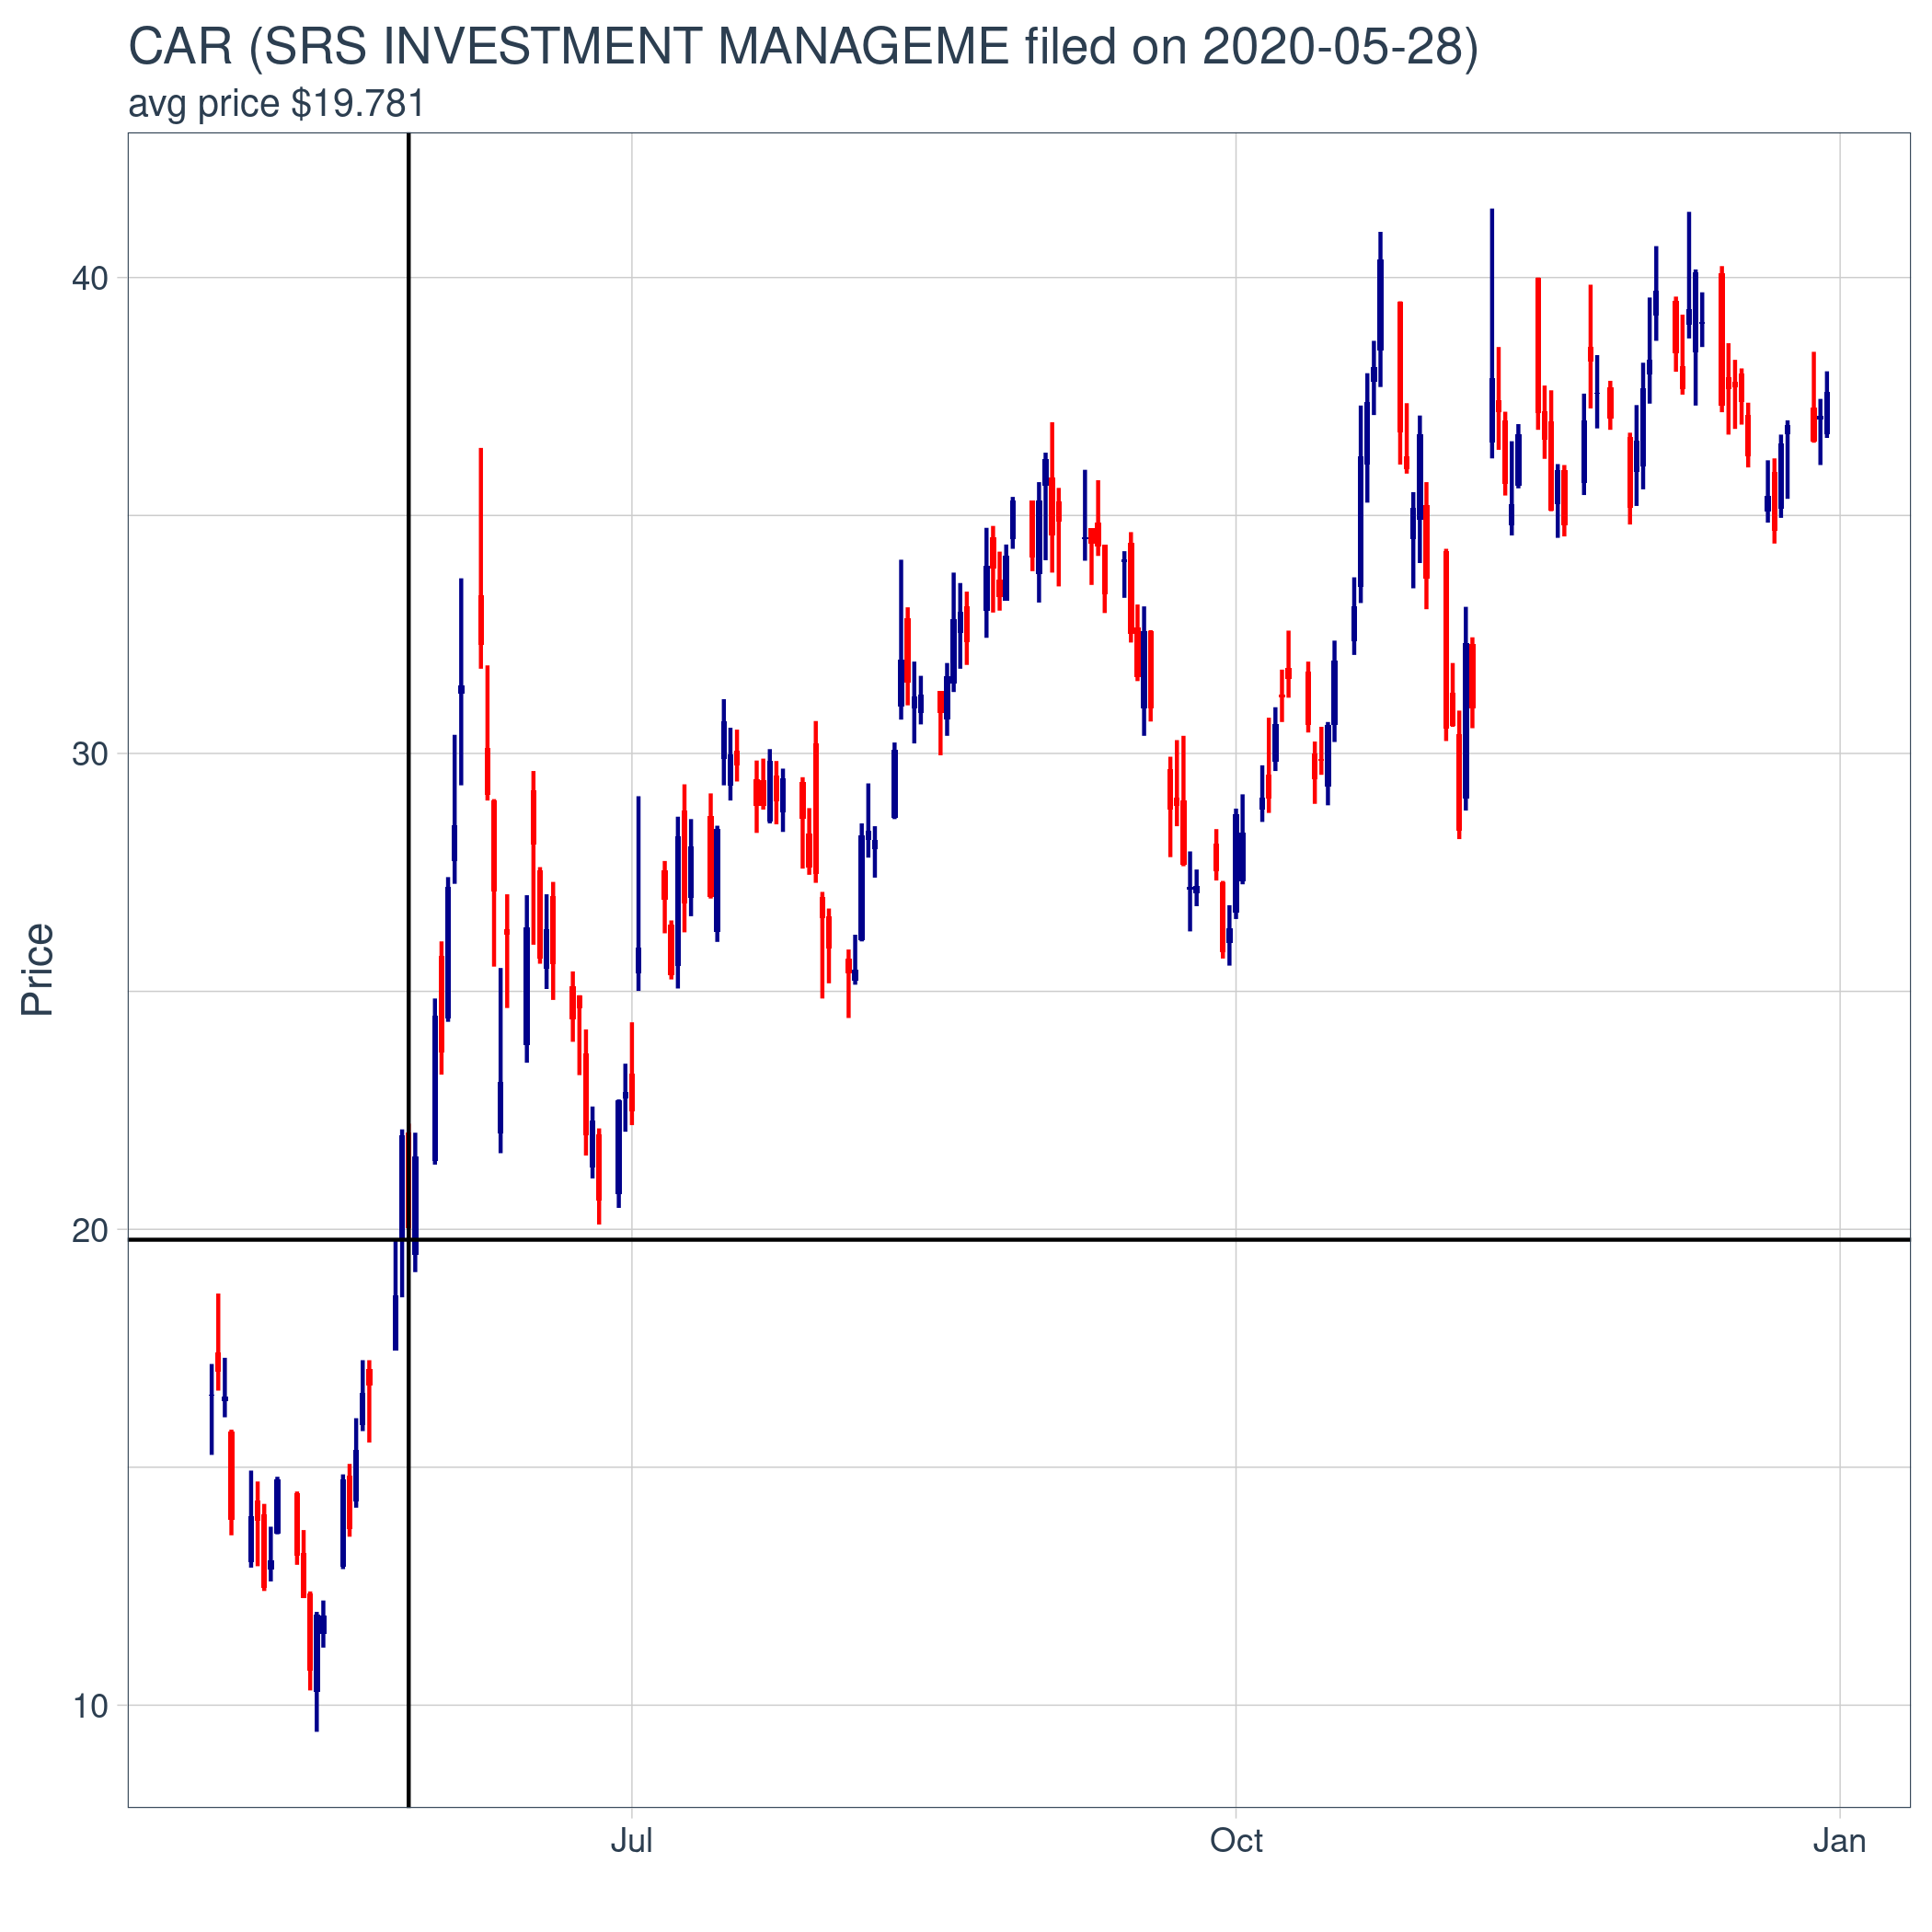 CAR (SRS INVESTMENT MANAGEME filed on 2020-05-28)
avg price $19.781
40
30
20
10
Price
Jul
Oct
Jan